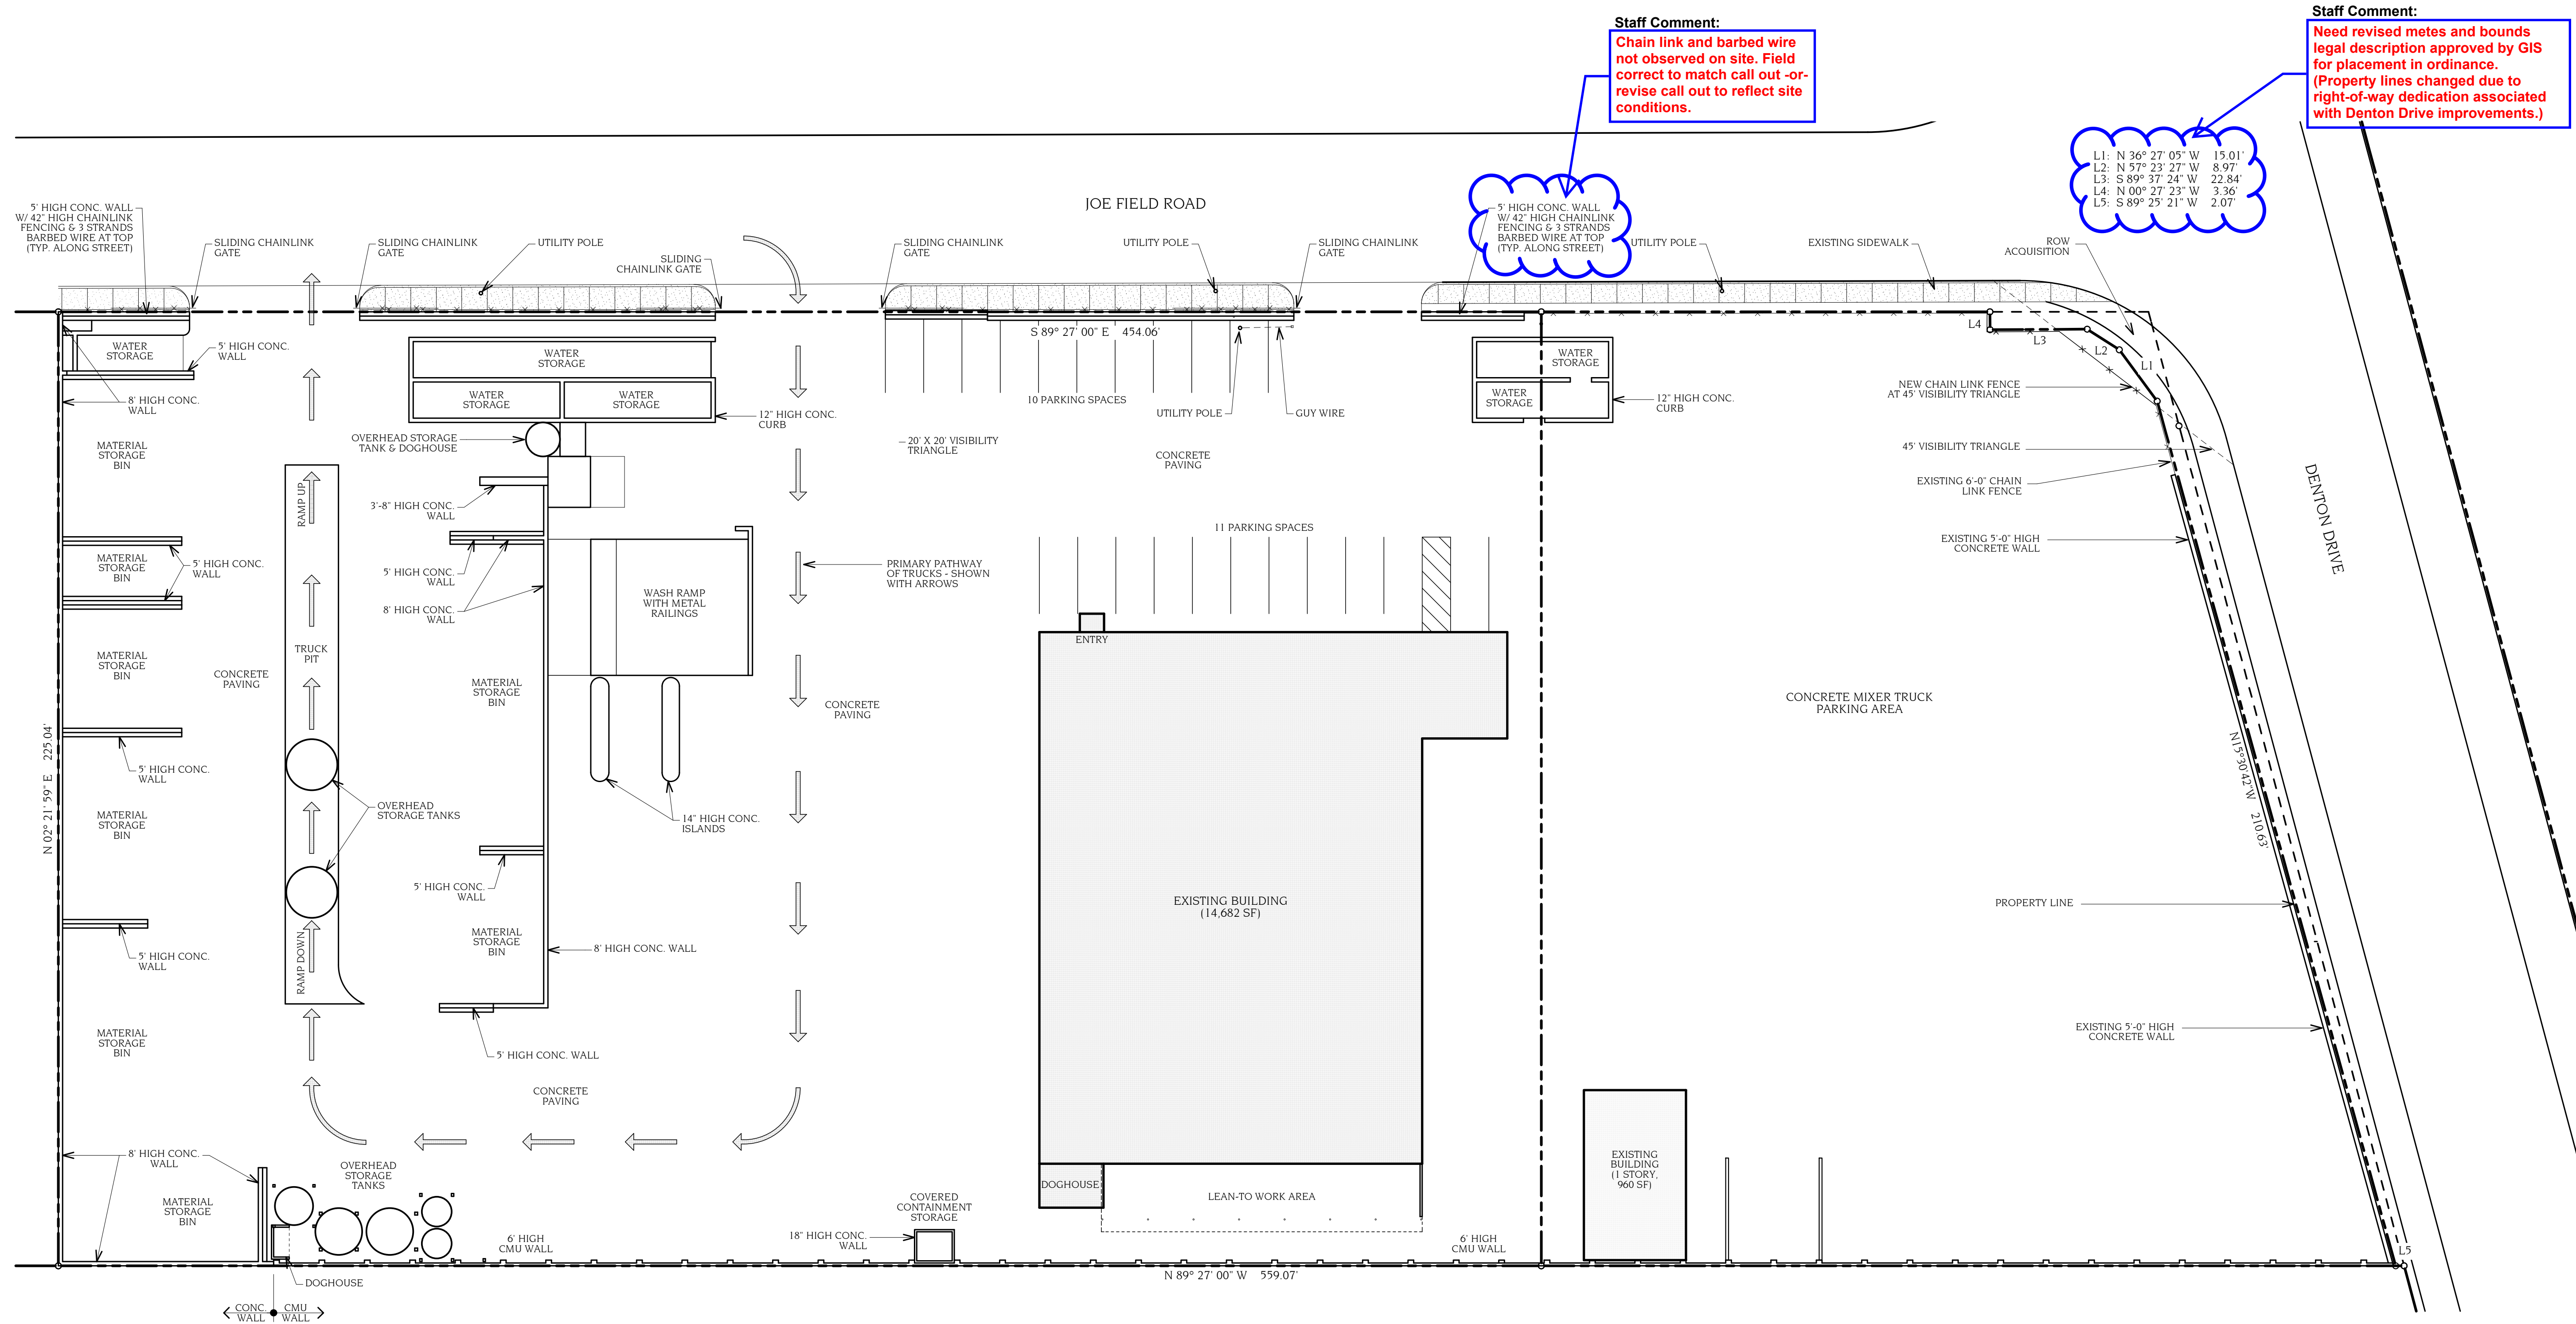 Staff Comment:
Chain link and barbed wire
not observed on site. Field
correct to match call out -or-
revise call out to reflect site
conditions.
Staff Comment:
Need revised metes and bounds
legal description approved by GIS
for placement in ordinance.
(Property lines changed due to
right-of-way dedication associated
with Denton Drive improvements.)
L1: N 36° 27' 05" W 15.01'
L2: N 57° 23' 27" W 8.97'
L3: S 89° 37' 24" W 22.84'
L4: N 00° 27' 23" W 3.36'
L5: S 89° 25' 21" W 2.07'
JOE FIELD ROAD
5' HIGH CONC. WALL
W/ 42" HIGH CHAINLINK
FENCING & 3 STRANDS
BARBED WIRE AT TOP
(TYP. ALONG STREET)
SLIDING CHAINLINK
GATE
SLIDING CHAINLINK
GATE
UTILITY POLE
SLIDING
CHAINLINK GATE
SLIDING CHAINLINK
GATE
UTILITY POLE
SLIDING CHAINLINK
GATE
5' HIGH CONC. WALL
W/ 42" HIGH CHAINLINK
FENCING & 3 STRANDS
BARBED WIRE AT TOP
(TYP. ALONG STREET)
UTILITY POLE
EXISTING SIDEWALK
ROW
ACQUISITION
WATER
STORAGE
5' HIGH CONC.
WALL
8' HIGH CONC.
WALL
WATER
STORAGE
WATER
STORAGE
WATER
STORAGE
12" HIGH CONC.
CURB
S 89° 27' 00" E 454.06'
10 PARKING SPACES
UTILITY POLE
GUY WIRE
WATER
STORAGE
WATER
STORAGE
12" HIGH CONC.
CURB
L4
L3
L2
L1
NEW CHAIN LINK FENCE
AT 45' VISIBILITY TRIANGLE
45' VISIBILITY TRIANGLE
EXISTING 6'-0" CHAIN
LINK FENCE
EXISTING 5'-0" HIGH
CONCRETE WALL
DENTON DRIVE
MATERIAL
STORAGE
BIN
OVERHEAD STORAGE
TANK & DOGHOUSE
20' X 20' VISIBILITY
TRIANGLE
CONCRETE
PAVING
RAMP UP
3'-8" HIGH CONC.
WALL
11 PARKING SPACES
MATERIAL
STORAGE
BIN
5' HIGH CONC.
WALL
5' HIGH CONC.
WALL
8' HIGH CONC.
WALL
WASH RAMP
WITH METAL
RAILINGS
PRIMARY PATHWAY
OF TRUCKS - SHOWN
WITH ARROWS
ENTRY
MATERIAL
STORAGE
BIN
CONCRETE
PAVING
TRUCK
PIT
MATERIAL
STORAGE
BIN
CONCRETE
PAVING
CONCRETE MIXER TRUCK
PARKING AREA
N 02° 21' 59" E 225.04'
5' HIGH CONC.
WALL
N15°30'42"W 210.63'
MATERIAL
STORAGE
BIN
OVERHEAD
STORAGE TANKS
14" HIGH CONC.
ISLANDS
5' HIGH CONC.
WALL
EXISTING BUILDING
(14,682 SF)
PROPERTY LINE
5' HIGH CONC.
WALL
RAMP DOWN
MATERIAL
STORAGE
BIN
8' HIGH CONC. WALL
MATERIAL
STORAGE
BIN
5' HIGH CONC. WALL
EXISTING 5'-0" HIGH
CONCRETE WALL
CONCRETE
PAVING
8' HIGH CONC.
WALL
OVERHEAD
STORAGE
TANKS
MATERIAL
STORAGE
BIN
COVERED
CONTAINMENT
STORAGE
18" HIGH CONC.
WALL
DOGHOUSE
LEAN-TO WORK AREA
EXISTING
BUILDING
(1 STORY,
960 SF)
6' HIGH
CMU WALL
6' HIGH
CMU WALL
L5
N 89° 27' 00" W 559.07'
DOGHOUSE
CONC.
WALL
CMU
WALL